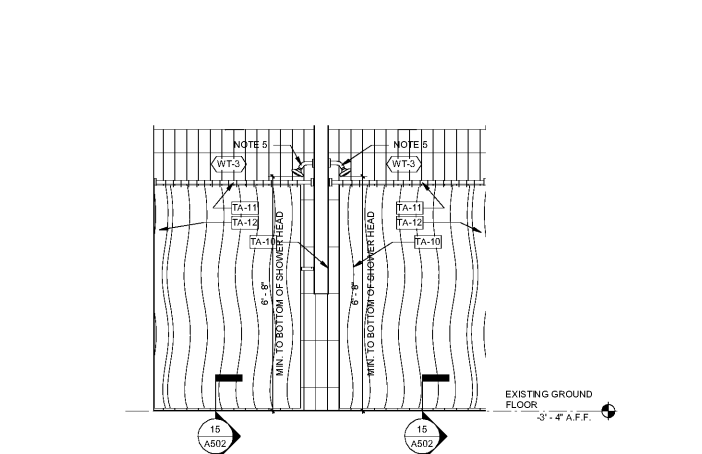 NOTE 5
NOTE 5
WT-3
WT-3
TA-11
TA-12
TA-10
TA-11
TA-12
TA-10
6' - 8"
MIN. TO BOTTOM OF SHOWER HEAD
6' - 8"
MIN. TO BOTTOM OF SHOWER HEAD
EXISTING GROUND
FLOOR
-3' - 4" A.F.F.
15
A502
15
A502